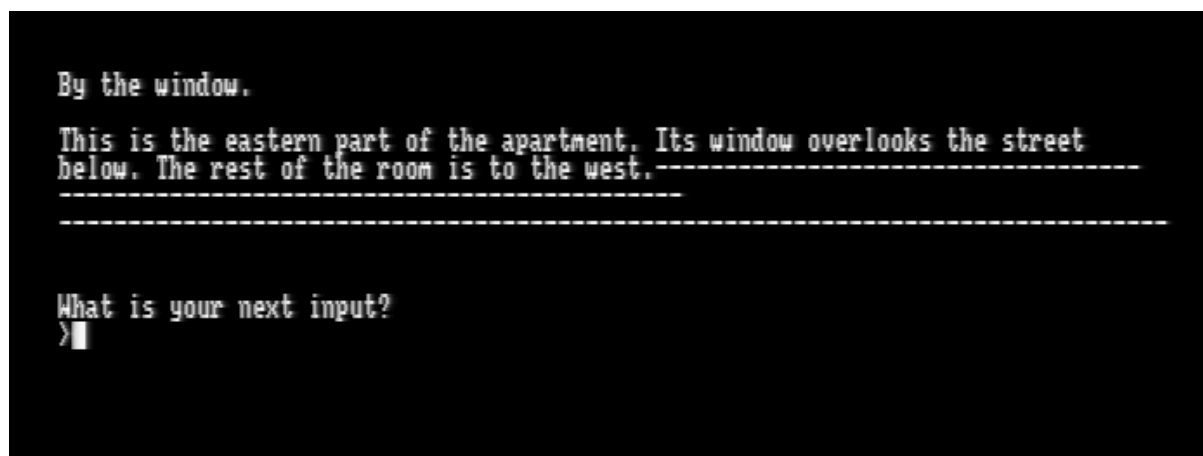 By the window.
This is the eastern part of the apartment. Its window overlooks the street
below. The rest of the room is to the west.------------------------------------
----------------------------------------------
----------------------------------------------------------------------------------
What is your next input?
>